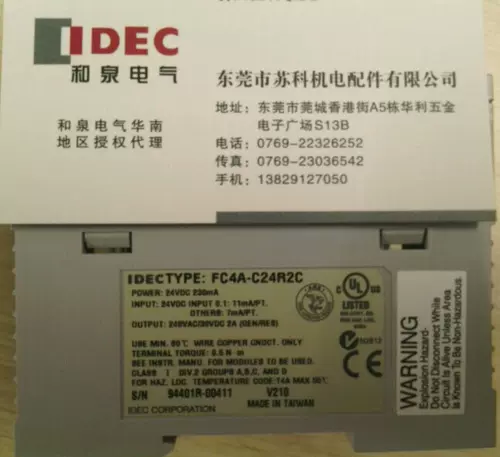 IDEC
和泉电气
和泉电气华南
地区授权代理
东莞市苏科机电配件有限公司
地址：东莞市莞城香港街A5栋华利五金
电子广场S13B
电话：0769-22326252
传真：0769-23036542
手机：13829127050
IDEC TYPE: FC4A-C24R2C
POWER: 24VDC 230mA
INPUT: 24VDC INPUT 0.1: 11mA/PT.
OTHERS: 7mA/PT.
OUTPUT: 240VAC/30VDC 2A (GEN/RES)
USE MIN. 60°C WIRE COPPER CNDCT. ONLY
TERMINAL TORQUE: 0.5 N·m
SEE INSTR. MANU. FOR MODULES TO BE USED.
CLASS I DIV.2 GROUPS A,B,C, AND D
FOR HAZ. LOC. TEMPERATURE CODE:T4A MAX 55°C
S/N 94401R-00411 V210
IDEC CORPORATION MADE IN TAIWAN
C UL US
LISTED
WARNING
Explosion Hazard-
Do Not Disconnect While
Circuit Is Alive Unless Area
is Known To Be Non-Hazardous.